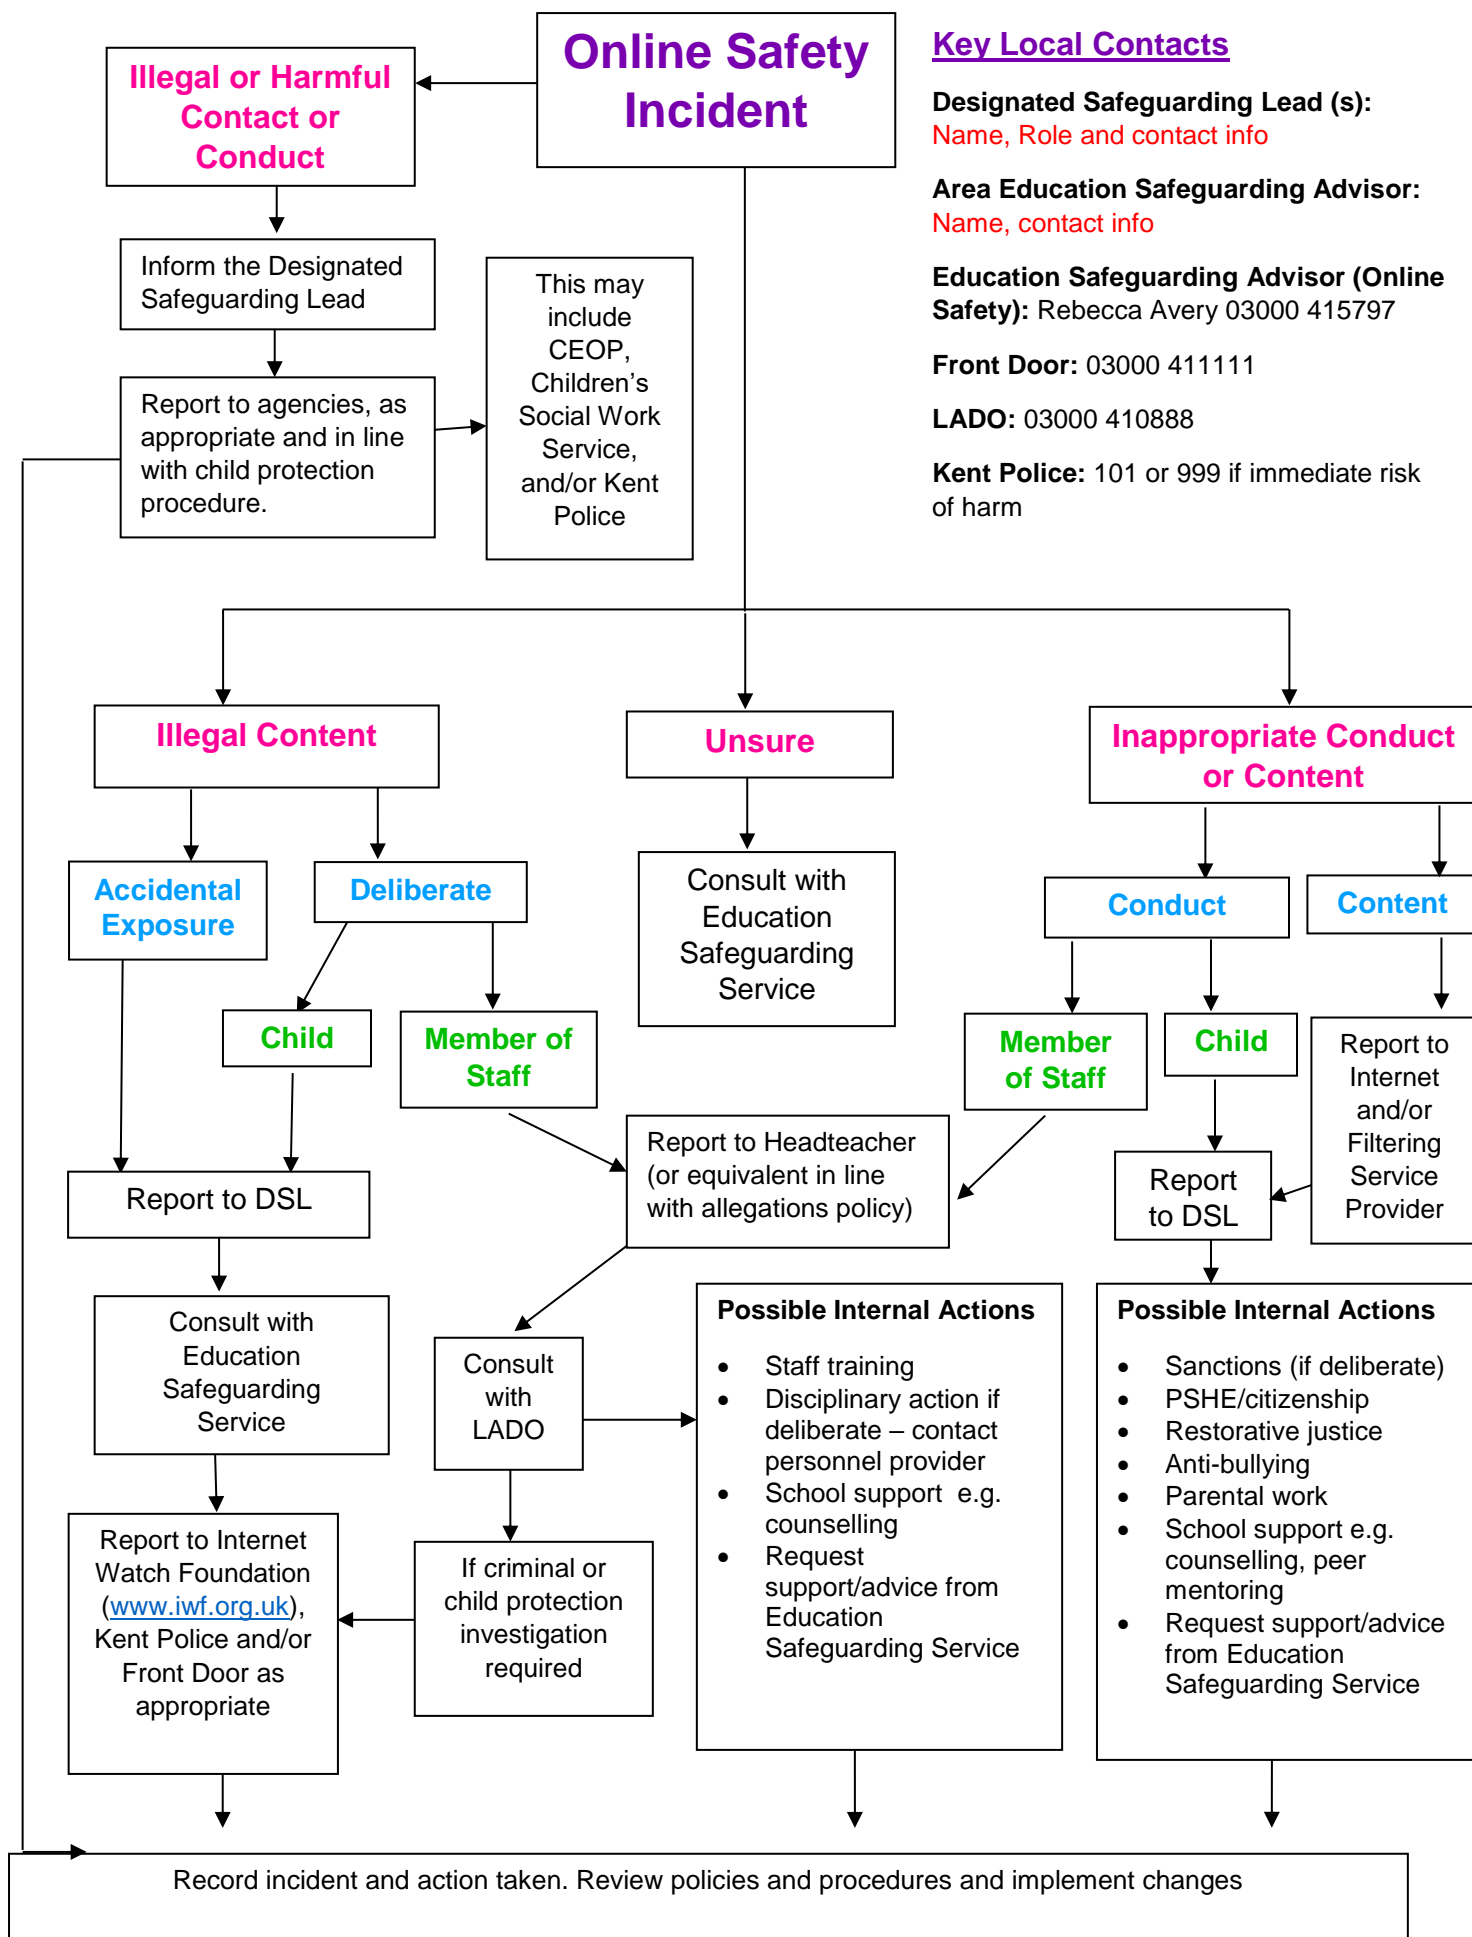 Online Safety
Incident
Key Local Contacts
Designated Safeguarding Lead (s):
Name, Role and contact info
Area Education Safeguarding Advisor:
Name, contact info
Education Safeguarding Advisor (Online
Safety): Rebecca Avery 03000 415797
Front Door: 03000 411111
LADO: 03000 410888
Kent Police: 101 or 999 if immediate risk
of harm
Illegal or Harmful
Contact or
Conduct
Inform the Designated
Safeguarding Lead
Report to agencies, as
appropriate and in line
with child protection
procedure.
This may
include
CEOP,
Children’s
Social Work
Service,
and/or Kent
Police
Illegal Content
Unsure
Inappropriate Conduct
or Content
Accidental
Exposure
Deliberate
Consult with
Education
Safeguarding
Service
Conduct
Content
Child
Member of
Staff
Member
of Staff
Child
Report to
Internet
and/or
Filtering
Service
Provider
Report to DSL
Report to Headteacher
(or equivalent in line
with allegations policy)
Report
to DSL
Consult with
Education
Safeguarding
Service
Consult
with
LADO
Possible Internal Actions
• Staff training
• Disciplinary action if
deliberate – contact
personnel provider
• School support  e.g.
counselling
• Request
support/advice from
Education
Safeguarding Service
Possible Internal Actions
• Sanctions (if deliberate)
• PSHE/citizenship
• Restorative justice
• Anti-bullying
• Parental work
• School support e.g.
counselling, peer
mentoring
• Request support/advice
from Education
Safeguarding Service
Report to Internet
Watch Foundation
(www.iwf.org.uk),
Kent Police and/or
Front Door as
appropriate
If criminal or
child protection
investigation
required
Record incident and action taken. Review policies and procedures and implement changes